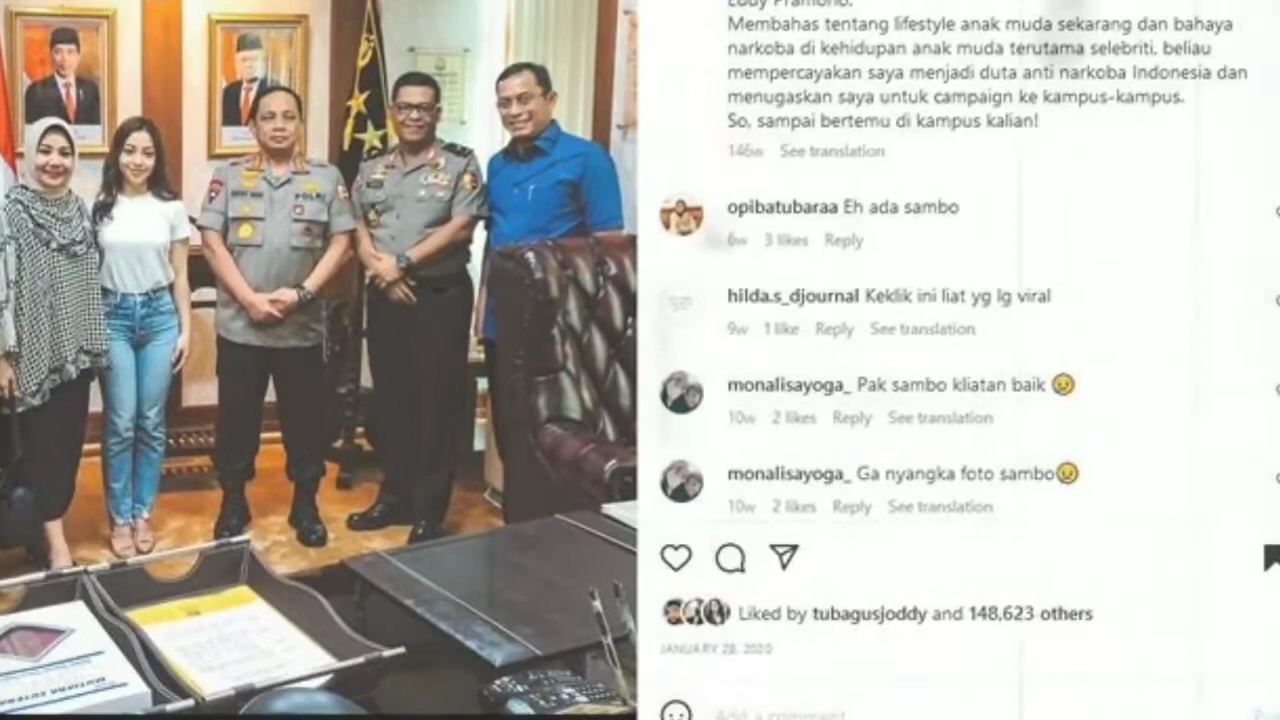 Eddy Pramono.
Membahas tentang lifestyle anak muda sekarang dan bahaya
narkoba di kehidupan anak muda terutama selebriti, beliau
mempercayakan saya menjadi duta anti narkoba Indonesia dan
menugaskan saya untuk campaign ke kampus-kampus.
So, sampai bertemu di kampus kalian!
146w See translation
opibatubaraa Eh ada sambo
6w 3 likes Reply
hilda.s_djournal Keklik ini liat yg lg viral
9w 1 like Reply See translation
monalisayoga_ Pak sambo kliatan baik 😢
10w 2 likes Reply See translation
monalisayoga_ Ga nyangka foto sambo😢
10w 2 likes Reply See translation
Liked by tubagusjoddy and 148,623 others
JANUARY 28, 2020
Add a comment
POLRI